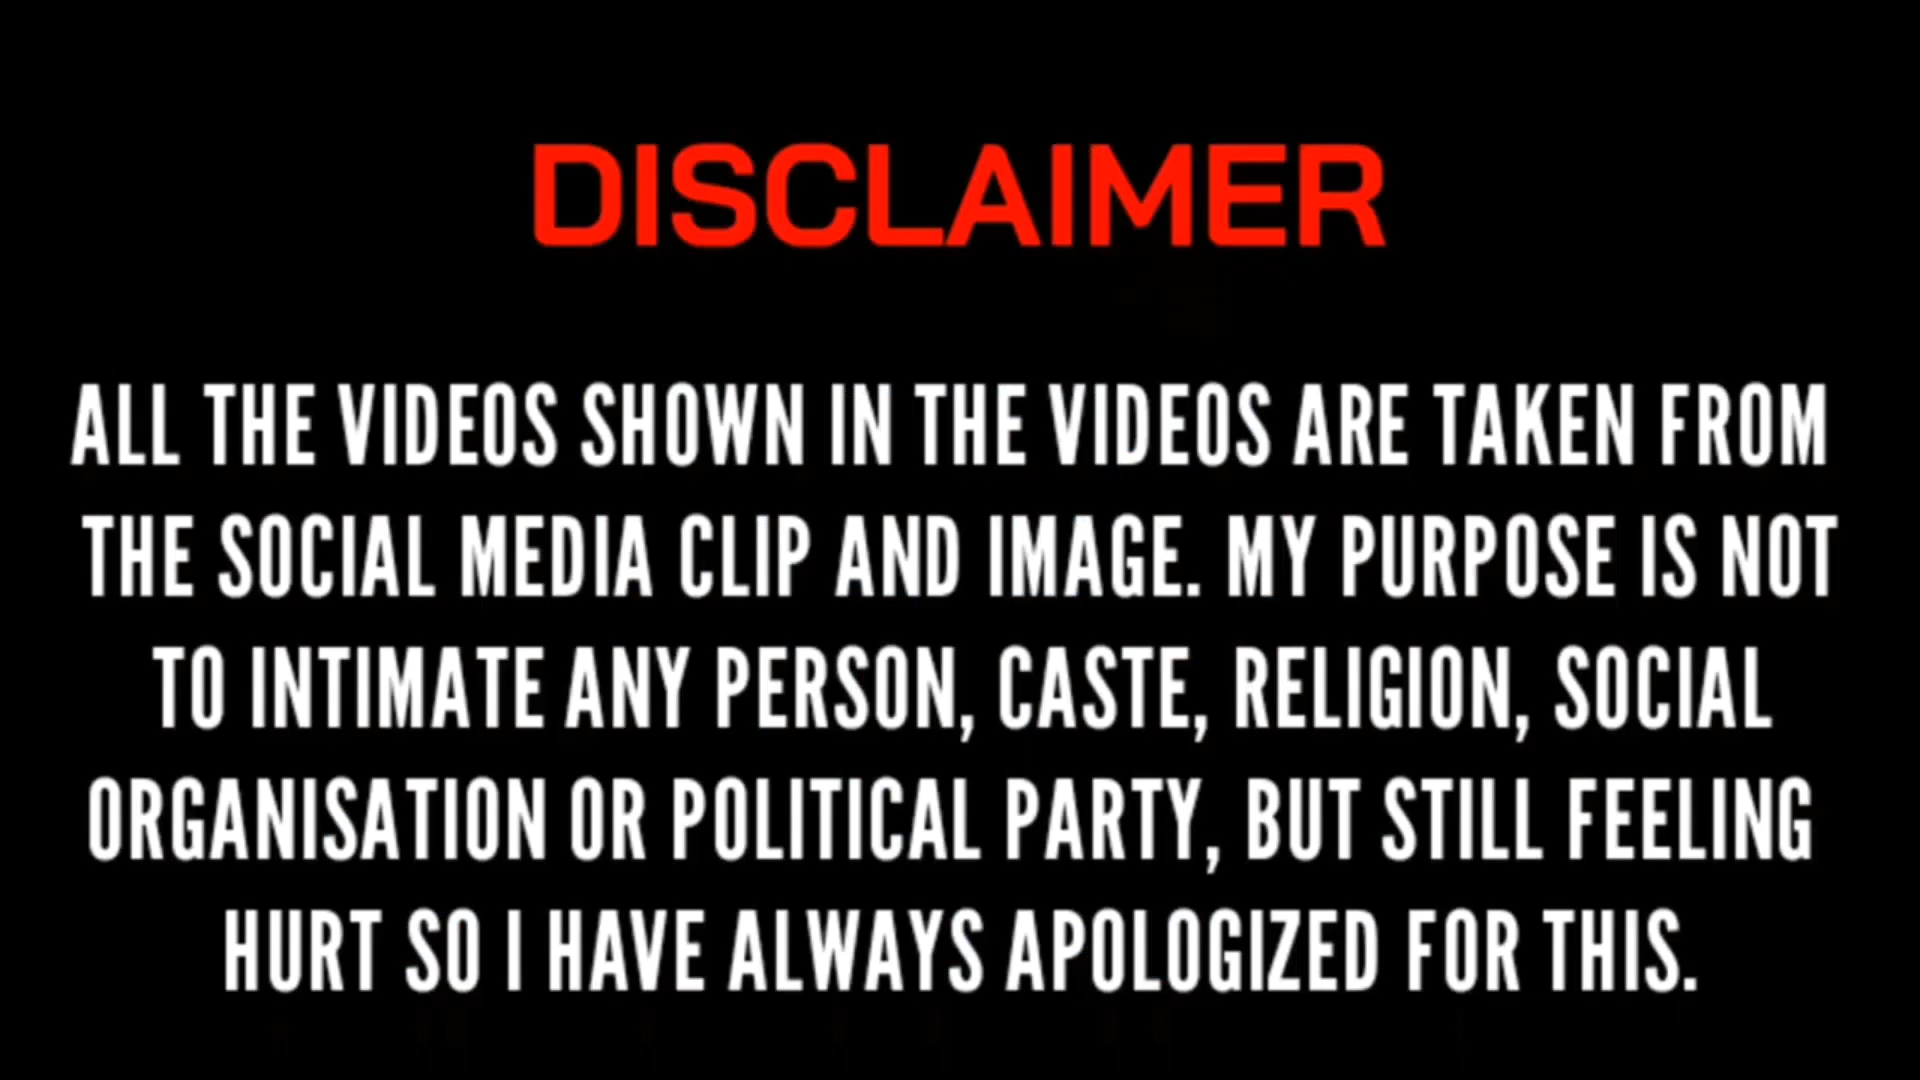 DISCLAIMER
ALL THE VIDEOS SHOWN IN THE VIDEOS ARE TAKEN FROM
THE SOCIAL MEDIA CLIP AND IMAGE. MY PURPOSE IS NOT
TO INTIMATE ANY PERSON, CASTE, RELIGION, SOCIAL
ORGANISATION OR POLITICAL PARTY, BUT STILL FEELING
HURT SO I HAVE ALWAYS APOLOGIZED FOR THIS.